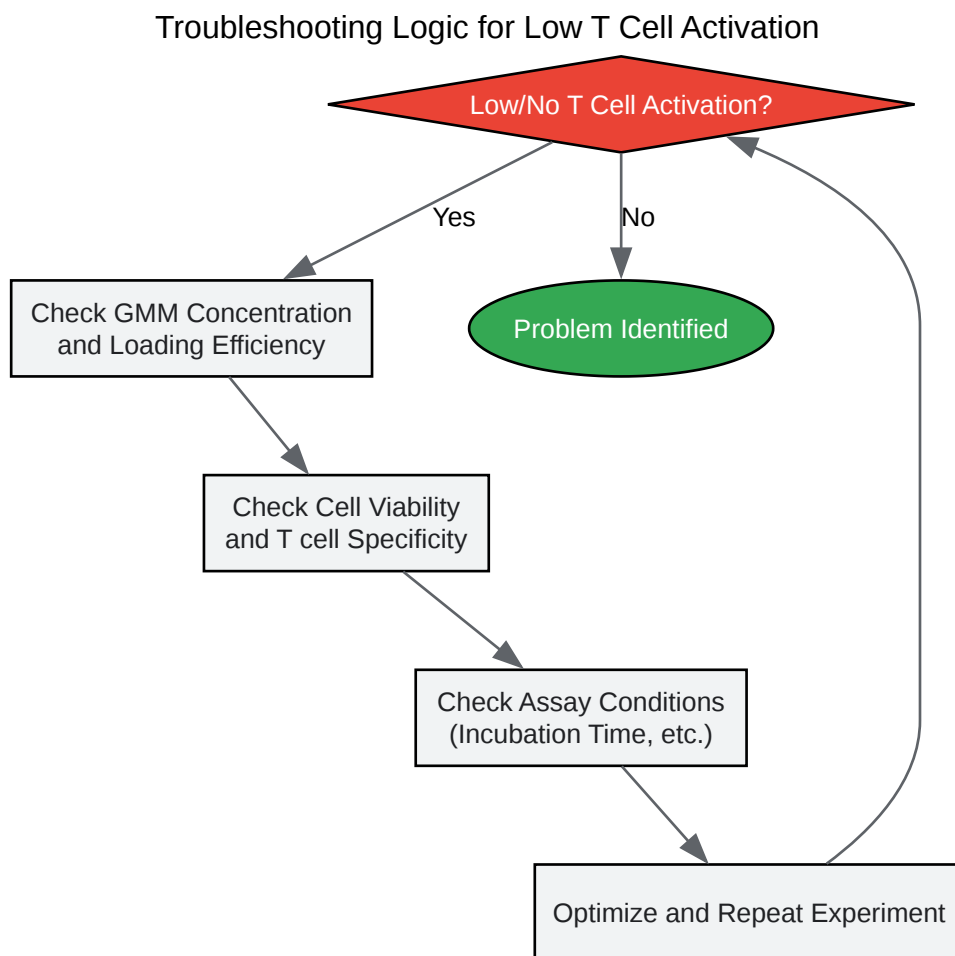 Troubleshooting Logic for Low T Cell Activation
Low/No T Cell Activation?
Yes
No
Check GMM Concentration
and Loading Efficiency
Problem Identified
Check Cell Viability
and T cell Specificity
Check Assay Conditions
(Incubation Time, etc.)
Optimize and Repeat Experiment